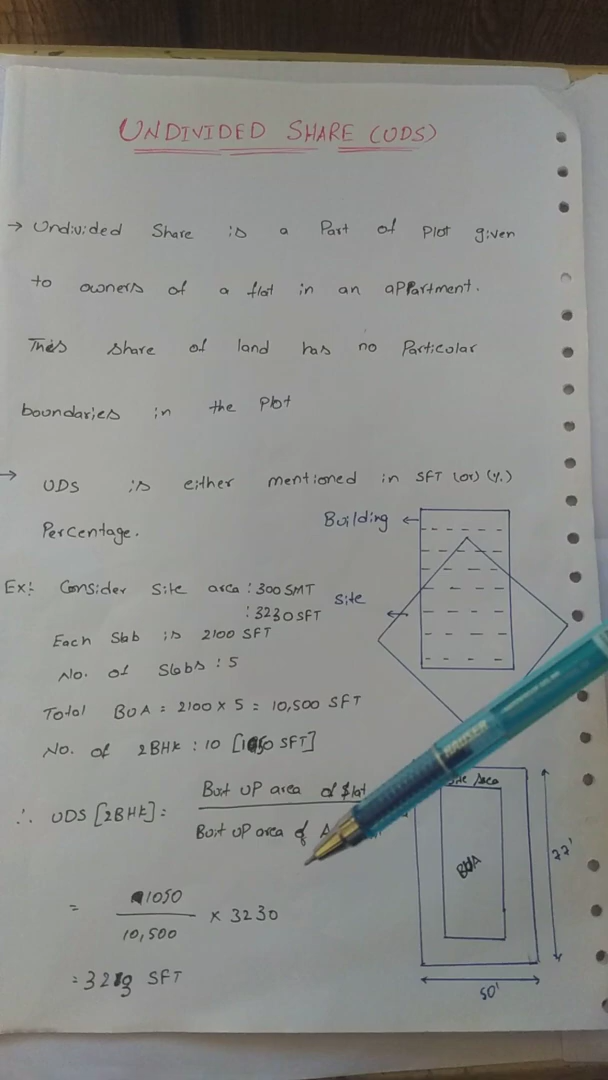 UNDIVIDED SHARE (UDS)
→ Undivided Share is a Part of Plot given
to owners of a flat in an appartment.
This share of land has no Particular
boundaries in the Plot
→ UDS is either mentioned in SFT (or) (%)
Percentage.
Building
Ex:- Consider Site area : 300 SMT
: 3230 SFT
Site
Each Slab is 2100 SFT
No. of Slabs : 5
Total BUA = 2100 x 5 = 10,500 SFT
No. of 2BHK : 10 [1050 SFT]
∴ UDS [2BHK] = Buit UP area of flat
Buit UP area of
Area
BUA
22'
50'
= 1050
10,500 x 3230
= 323 SFT